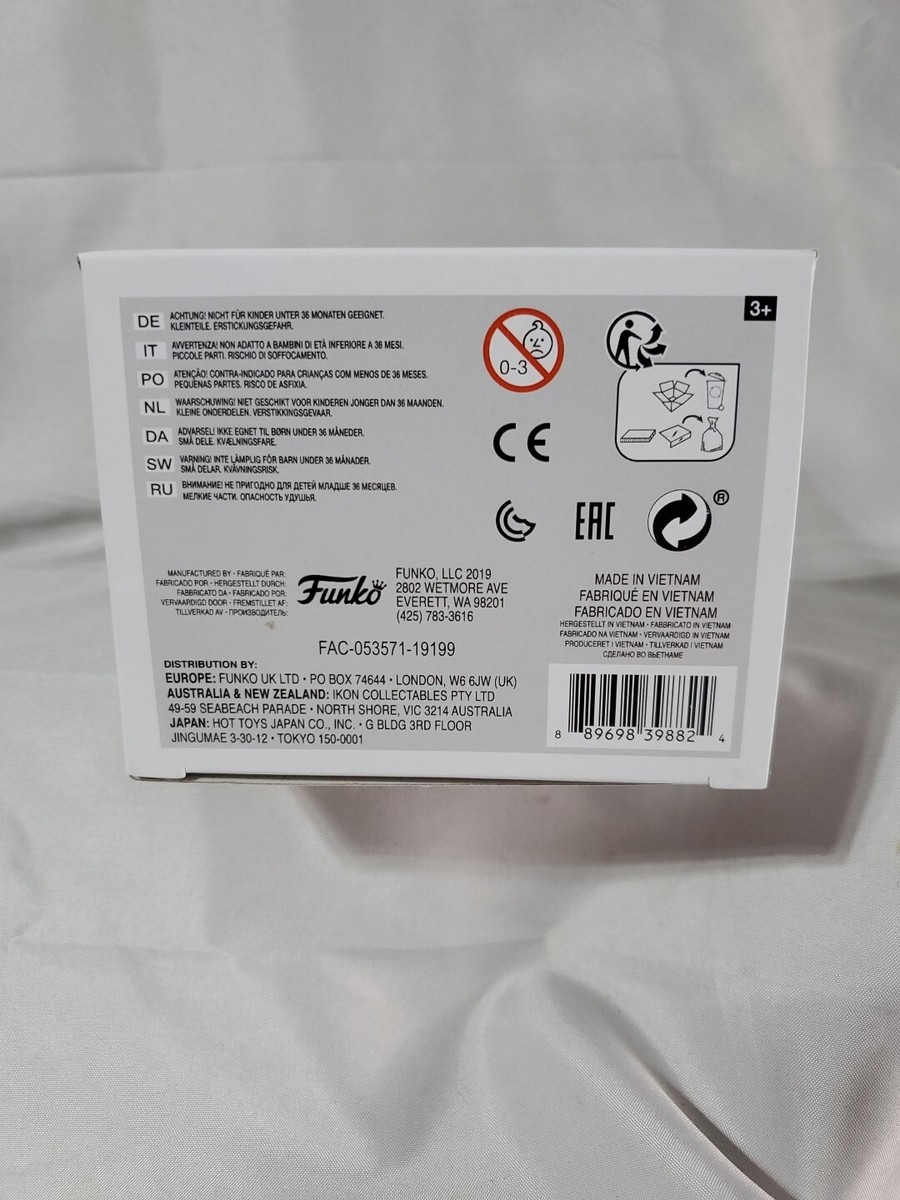 3+
DE ACHTUNG! NICHT FÜR KINDER UNTER 36 MONATEN GEEIGNET.
KLEINTEILE. ERSTICKUNGSGEFAHR.
IT AVVERTENZA! NON ADATTO A BAMBINI DI ETÀ INFERIORE A 36 MESI.
PICCOLE PARTI. RISCHIO DI SOFFOCAMENTO.
PO ATENÇÃO! CONTRA-INDICADO PARA CRIANÇAS COM MENOS DE 36 MESES.
PEQUENAS PARTES. RISCO DE ASFIXIA.
NL WAARSCHUWING! NIET GESCHIKT VOOR KINDEREN JONGER DAN 36 MAANDEN.
KLEINE ONDERDELEN. VERSTIKKINGSGEVAAR.
DA ADVARSEL! IKKE EGNET TIL BØRN UNDER 36 MÅNEDER.
SMÅ DELE. KVÆLNINGSFARE.
SW VARNING! INTE LÄMPLIG FÖR BARN UNDER 36 MÅNADER.
SMÅ DELAR. KVÄVNINGSRISK.
RU ВНИМАНИЕ! НЕ ПРИГОДНО ДЛЯ ДЕТЕЙ МЛАДШЕ 36 МЕСЯЦЕВ.
МЕЛКИЕ ЧАСТИ. ОПАСНОСТЬ УДУШЬЯ.
0-3
CE
EAC
®
MANUFACTURED BY • FABRIQUÉ PAR:
FABRICADO POR • HERGESTELLT DURCH:
FABBRICATO DA • FABRICADO POR:
VERVAARDIGD DOOR • FREMSTILLET AF:
TILLVERKAD AV • ПРОИЗВОДИТЕЛЬ:
Funko
FUNKO, LLC 2019
2802 WETMORE AVE
EVERETT, WA 98201
(425) 783-3616
FAC-053571-19199
DISTRIBUTION BY:
EUROPE: FUNKO UK LTD • PO BOX 74644 • LONDON, W6 6JW (UK)
AUSTRALIA & NEW ZEALAND: IKON COLLECTABLES PTY LTD
49-59 SEABEACH PARADE • NORTH SHORE, VIC 3214 AUSTRALIA
JAPAN: HOT TOYS JAPAN CO., INC. • G BLDG 3RD FLOOR
JINGUMAE 3-30-12 • TOKYO 150-0001
MADE IN VIETNAM
FABRIQUÉ EN VIETNAM
FABRICADO EN VIETNAM
HERGESTELLT IN VIETNAM • FABBRICATO IN VIETNAM
FABRICADO NA VIETNAM • VERVAARDIGD IN VIETNAM
PRODUCERET I VIETNAM • TILLVERKAD I VIETNAM
СДЕЛАНО ВО ВЬЕТНАМЕ
8 89698 39882 4